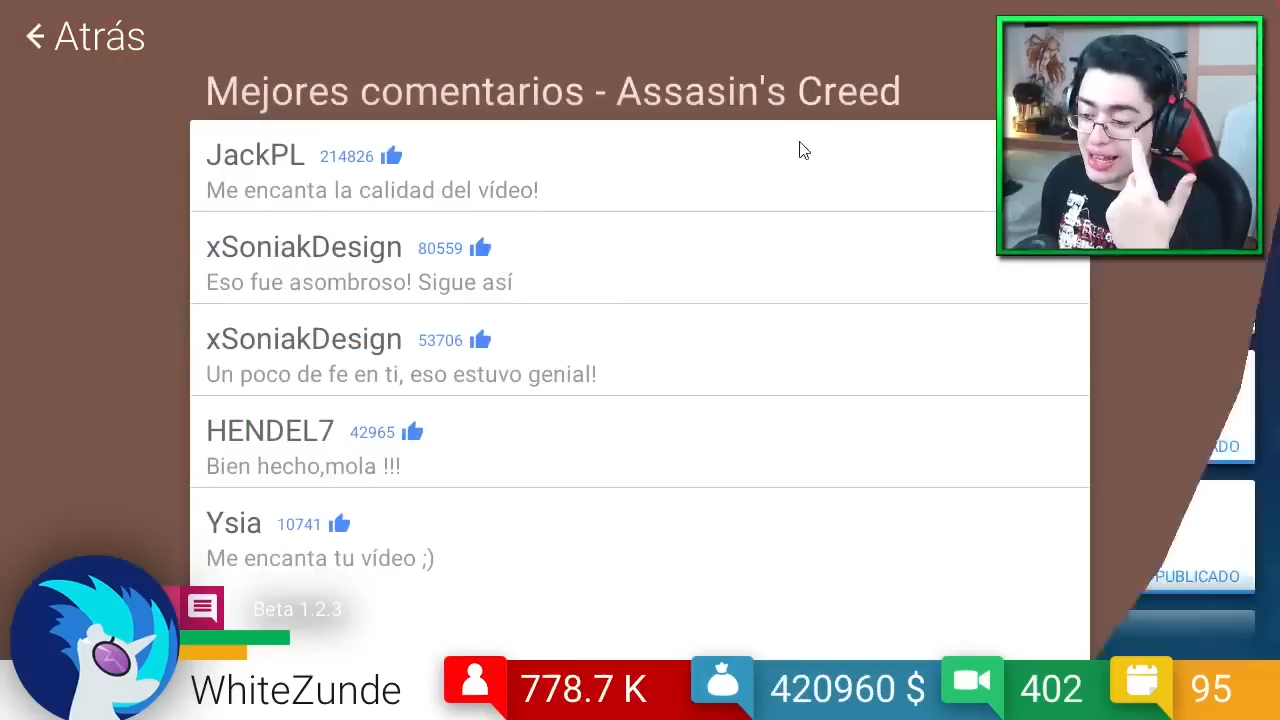 Atrás
Mejores comentarios - Assasin's Creed
JackPL 214826
Me encanta la calidad del vídeo!
xSoniakDesign 80559
Eso fue asombroso! Sigue así
xSoniakDesign 53706
Un poco de fe en ti, eso estuvo genial!
HENDEL7 42965
Bien hecho,mola !!!
Ysia 10741
Me encanta tu vídeo ;)
PUBLICADO
Beta 1.2.3
WhiteZunde 778.7 K 420960 $ 402 95